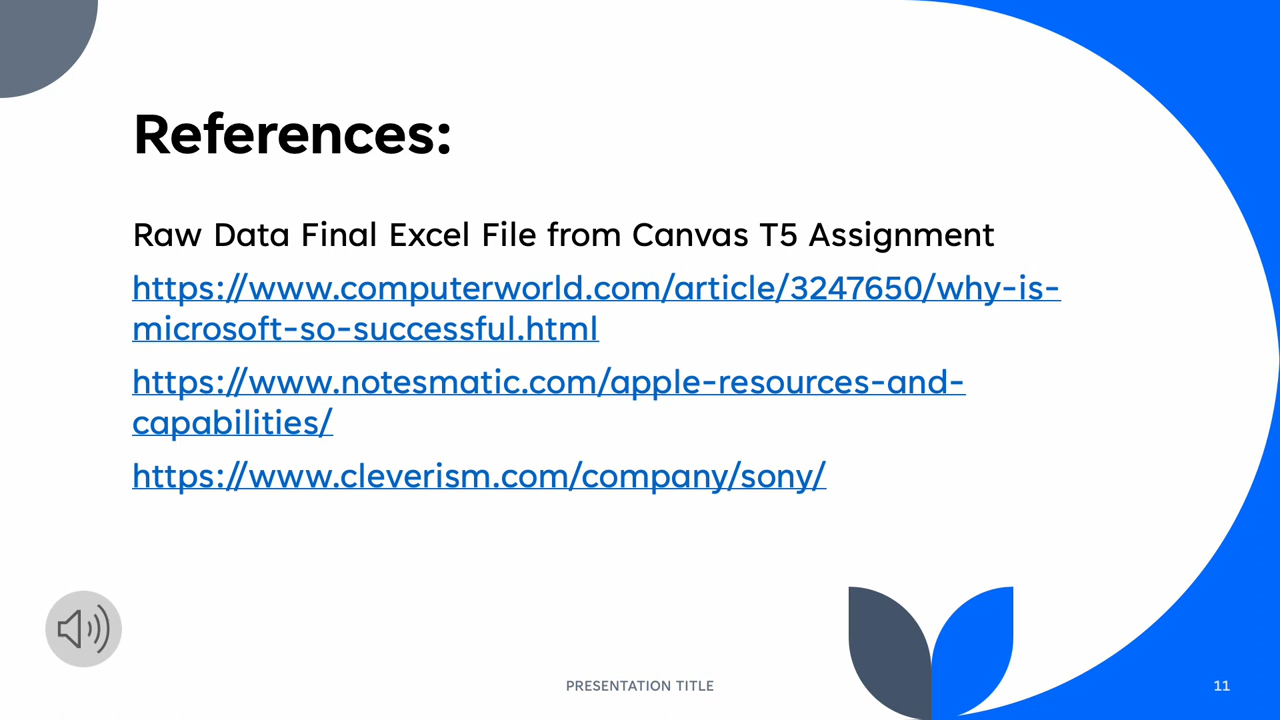 References:
Raw Data Final Excel File from Canvas T5 Assignment
https://www.computerworld.com/article/3247650/why-is-
microsoft-so-successful.html
https://www.notesmatic.com/apple-resources-and-
capabilities/
https://www.cleverism.com/company/sony/
PRESENTATION TITLE
11